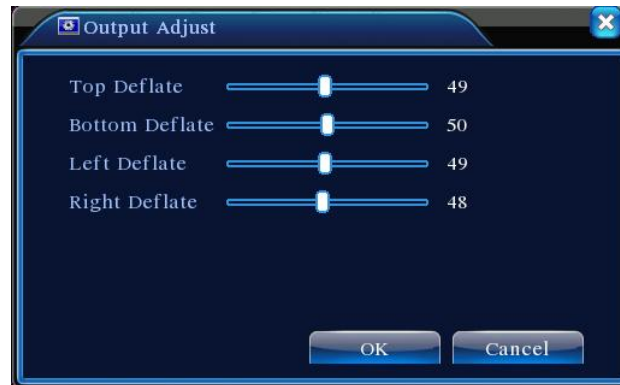 Output Adjust
Top Deflate 49
Bottom Deflate 50
Left Deflate 49
Right Deflate 48
OK Cancel